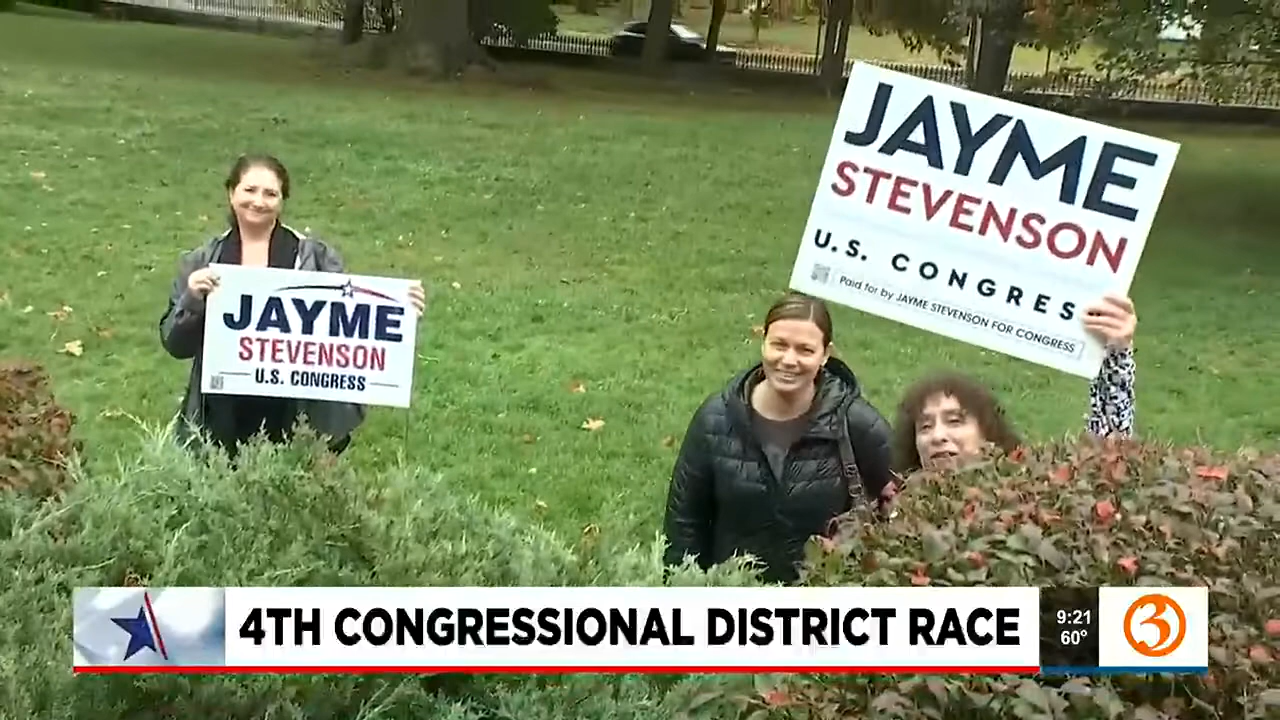 JAYME
STEVENSON
U.S. CONGRESS
JAYME
STEVENSON
U.S. CONGRES
Paid for by JAYME STEVENSON FOR CONGRESS
4TH CONGRESSIONAL DISTRICT RACE
9:21
60°
3